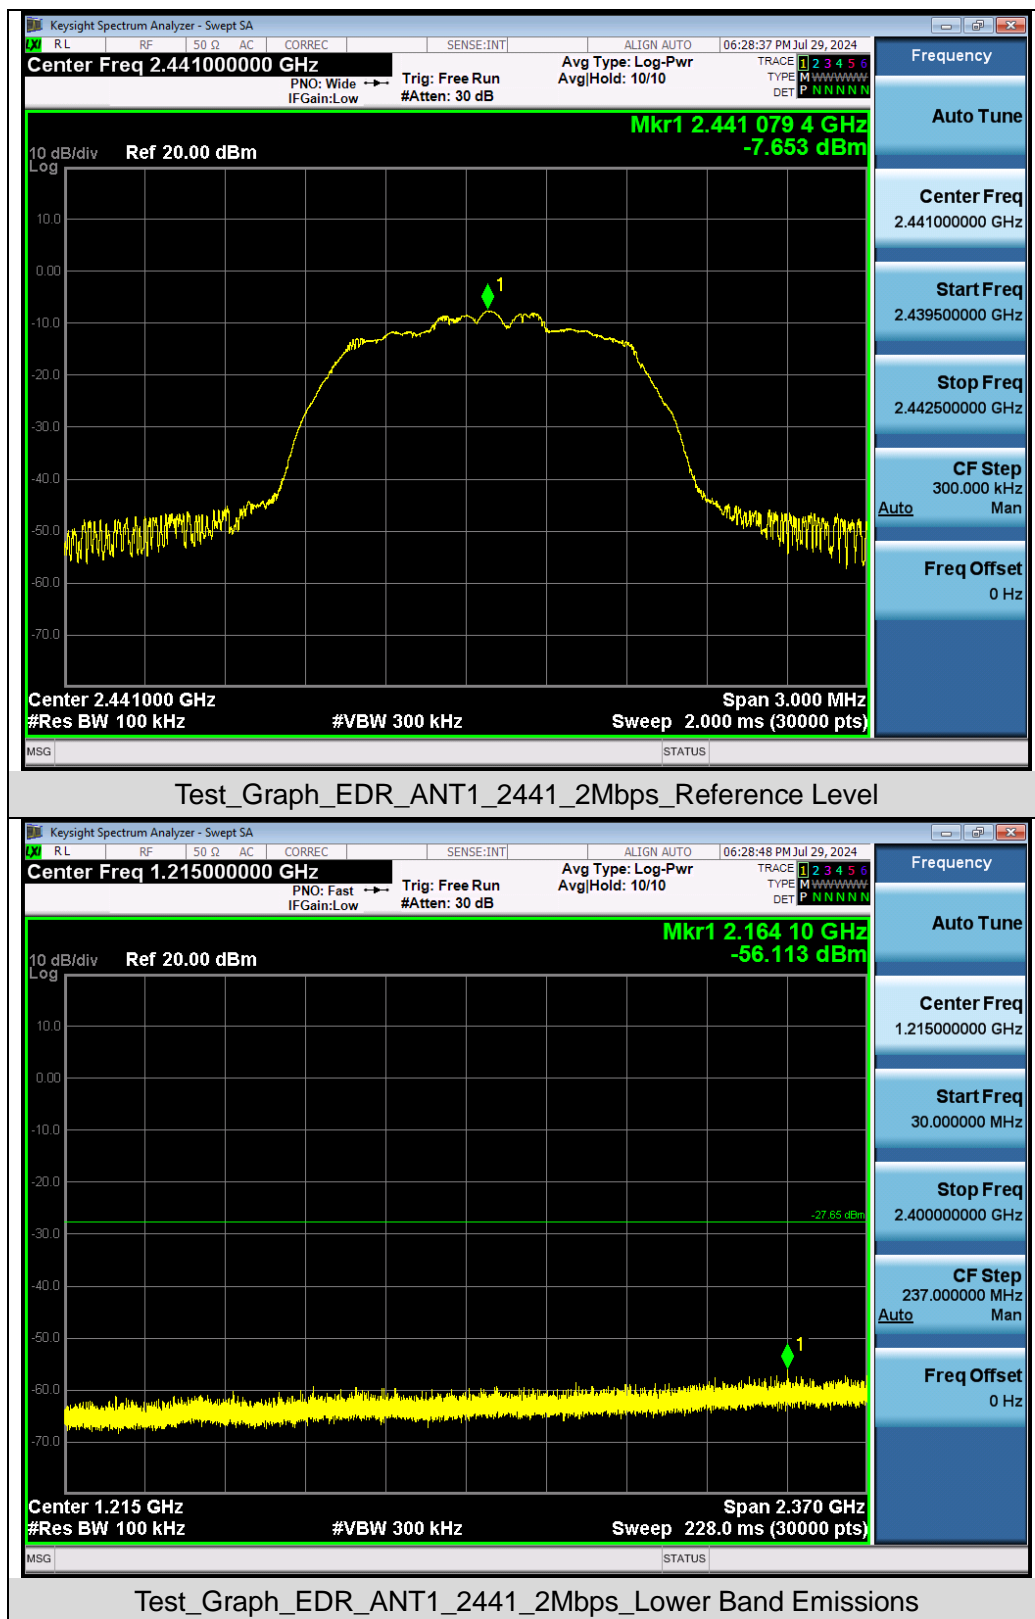 Keysight Spectrum Analyzer - Swept SA
LXI RL RF 50 Ω AC CORREC SENSE:INT ALIGN AUTO 06:28:37 PM Jul 29, 2024
Center Freq 2.441000000 GHz
PNO: Wide
IFGain:Low
Trig: Free Run
#Atten: 30 dB
Avg Type: Log-Pwr
Avg|Hold: 10/10
TRACE 1 2 3 4 5 6
TYPE M WWWWW
DET P N N N N N
Mkr1 2.441 079 4 GHz
-7.653 dBm
10 dB/div Ref 20.00 dBm
Log
10.0
0.00
1
-10.0
-20.0
-30.0
-40.0
-50.0
-60.0
-70.0
Center 2.441000 GHz Span 3.000 MHz
#Res BW 100 kHz #VBW 300 kHz Sweep 2.000 ms (30000 pts)
MSG STATUS
Frequency
Auto Tune
Center Freq
2.441000000 GHz
Start Freq
2.439500000 GHz
Stop Freq
2.442500000 GHz
CF Step
300.000 kHz
Auto Man
Freq Offset
0 Hz
Test_Graph_EDR_ANT1_2441_2Mbps_Reference Level
Keysight Spectrum Analyzer - Swept SA
LXI RL RF 50 Ω AC CORREC SENSE:INT ALIGN AUTO 06:28:48 PM Jul 29, 2024
Center Freq 1.215000000 GHz
PNO: Fast
IFGain:Low
Trig: Free Run
#Atten: 30 dB
Avg Type: Log-Pwr
Avg|Hold: 10/10
TRACE 1 2 3 4 5 6
TYPE M WWWWW
DET P N N N N N
Mkr1 2.164 10 GHz
-56.113 dBm
10 dB/div Ref 20.00 dBm
Log
10.0
0.00
-10.0
-20.0
-27.65 dBm
-30.0
-40.0
-50.0
1
-60.0
-70.0
Center 1.215 GHz Span 2.370 GHz
#Res BW 100 kHz #VBW 300 kHz Sweep 228.0 ms (30000 pts)
MSG STATUS
Frequency
Auto Tune
Center Freq
1.215000000 GHz
Start Freq
30.000000 MHz
Stop Freq
2.400000000 GHz
CF Step
237.000000 MHz
Auto Man
Freq Offset
0 Hz
Test_Graph_EDR_ANT1_2441_2Mbps_Lower Band Emissions